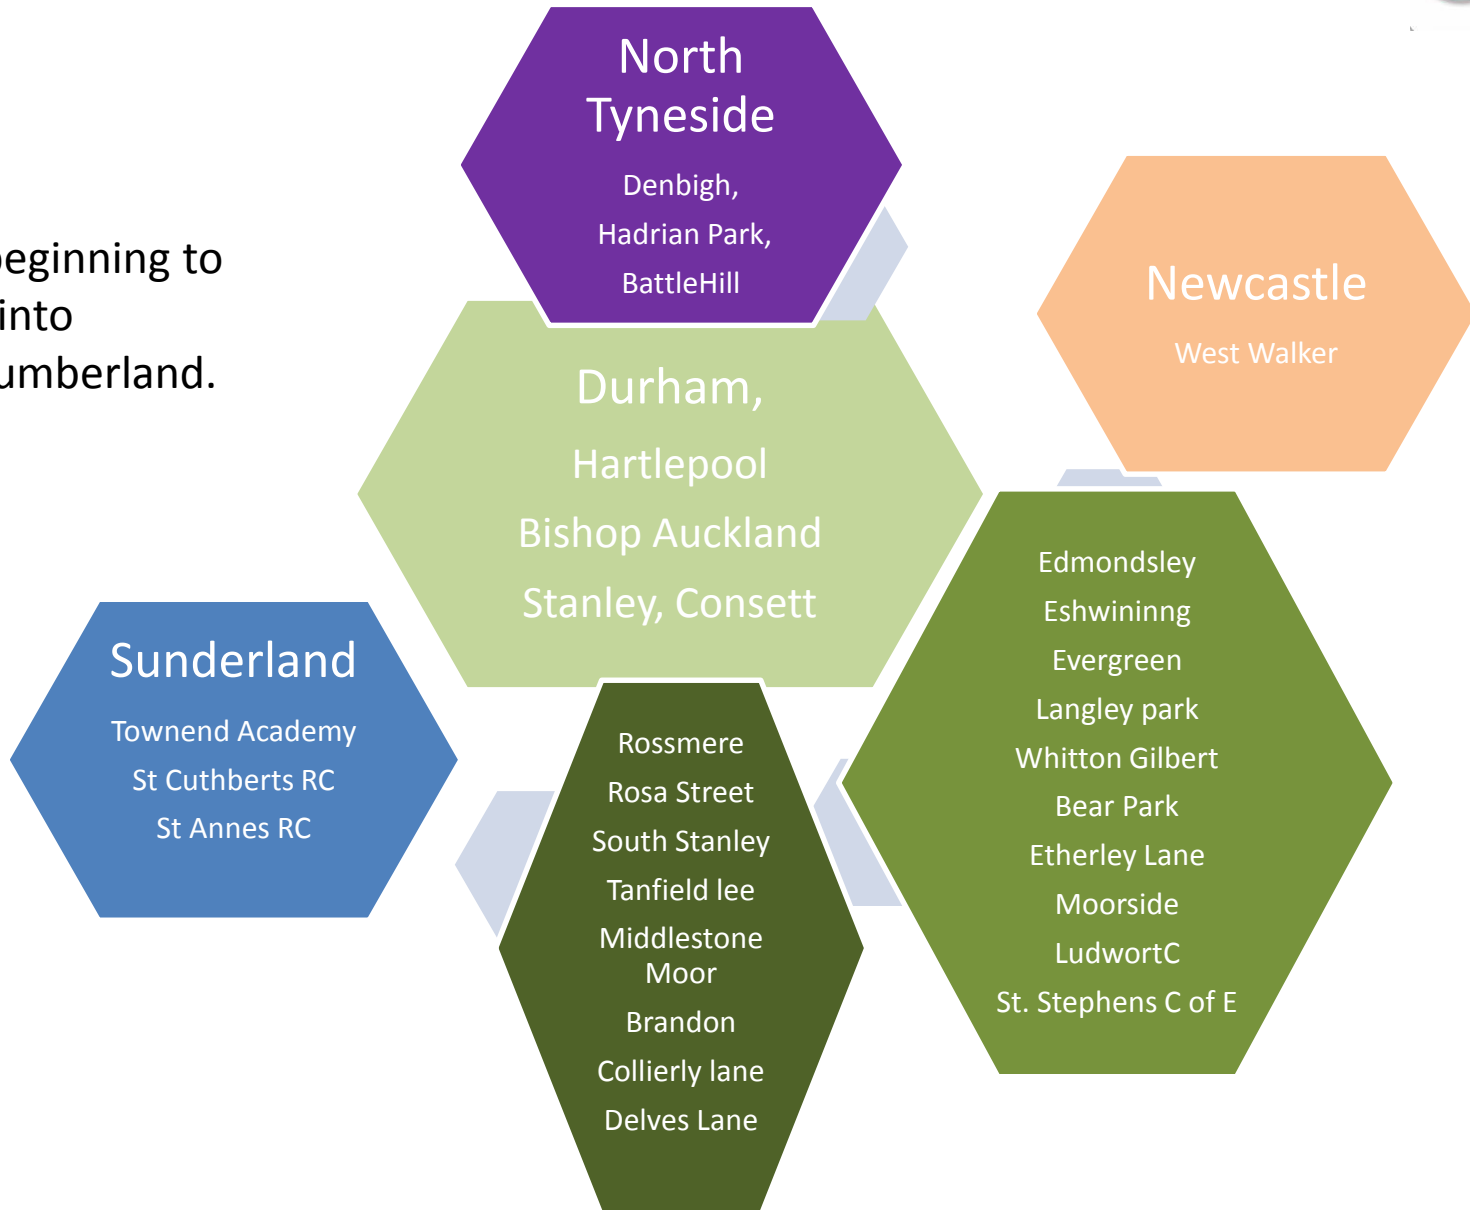 North
Tyneside
Denbigh,
Hadrian Park,
BattleHill
beginning to
into
umberland.
Newcastle
West Walker
Durham,
Hartlepool
Bishop Auckland
Stanley, Consett
Sunderland
Townend Academy
St Cuthberts RC
St Annes RC
Rossmere
Rosa Street
South Stanley
Tanfield lee
Middlestone
Moor
Brandon
Collierly lane
Delves Lane
Edmondsley
Eshwininng
Evergreen
Langley park
Whitton Gilbert
Bear Park
Etherley Lane
Moorside
LudwortC
St. Stephens C of E